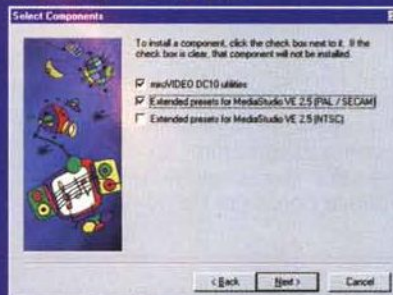 Select Components
To install a component, click the check box next to it. If the
check box is clear, that component will not be installed.
miroVIDEO DC10 utilities
Extended presets for MediaStudio VE 2.5 (PAL / SECAM)
Extended presets for MediaStudio VE 2.5 (NTSC)
< Back
Next >
Cancel